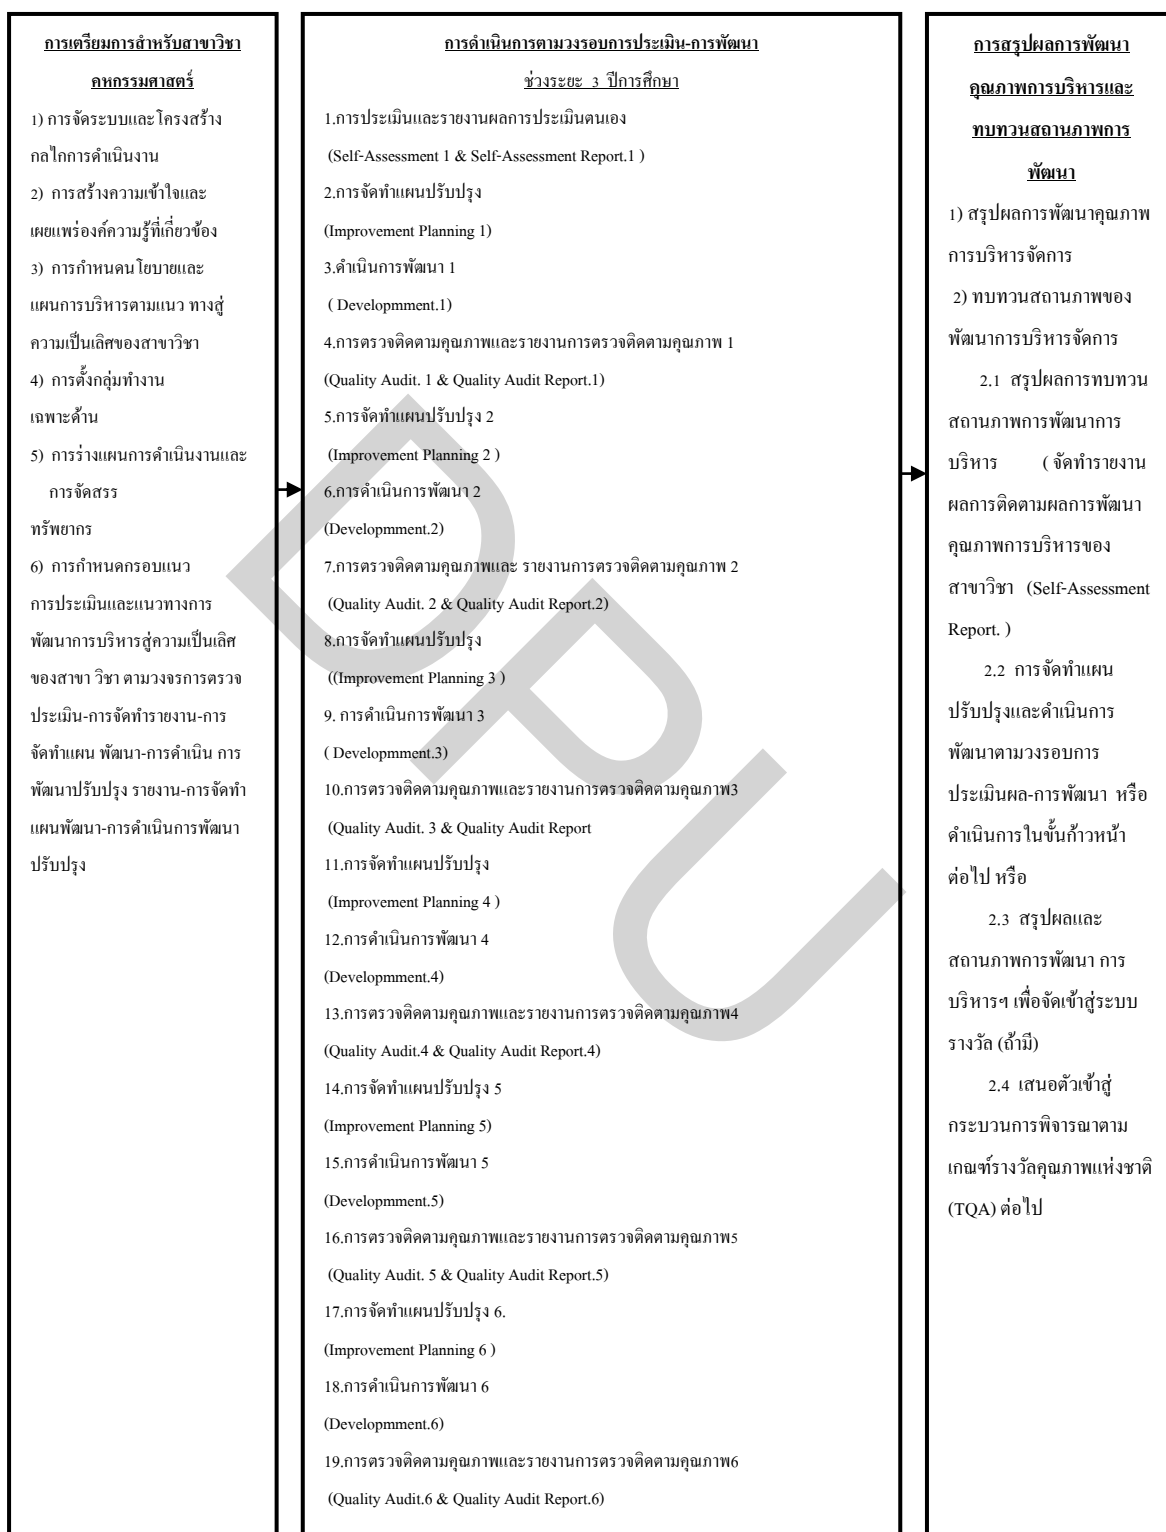 การเตรียมการสำหรับสาขาวิชา
คหกรรมศาสตร์
1) การจัดระบบและโครงสร้าง
กลไกการดำเนินงาน
2) การสร้างความเข้าใจและ
เผยแพร่องค์ความรู้ที่เกี่ยวข้อง
3) การกำหนดนโยบายและ
แผนการบริหารตามแนว ทางสู่
ความเป็นเลิศของสาขาวิชา
4) การตั้งกลุ่มทำงาน
เฉพาะด้าน
5) การร่างแผนการดำเนินงานและ
การจัดสรร
ทรัพยากร
6) การกำหนดกรอบแนว
การประเมินและแนวทางการ
พัฒนาการบริหารสู่ความเป็นเลิศ
ของสาขา วิชา ตามวงจรการตรวจ
ประเมิน-การจัดทำรายงาน-การ
จัดทำแผน พัฒนา-การดำเนิน การ
พัฒนาปรับปรุง รายงาน-การจัดทำ
แผนพัฒนา-การดำเนินการพัฒนา
ปรับปรุง
การดำเนินการตามวงรอบการประเมิน-การพัฒนา
ช่วงระยะ 3 ปีการศึกษา
1.การประเมินและรายงานผลการประเมินตนเอง
(Self-Assessment 1 & Self-Assessment Report.1 )
2.การจัดทำแผนปรับปรุง
(Improvement Planning 1)
3.ดำเนินการพัฒนา 1
( Developmment.1)
4.การตรวจติดตามคุณภาพและรายงานการตรวจติดตามคุณภาพ 1
(Quality Audit. 1 & Quality Audit Report.1)
5.การจัดทำแผนปรับปรุง 2
(Improvement Planning 2 )
6.การดำเนินการพัฒนา 2
(Developmment.2)
7.การตรวจติดตามคุณภาพและ รายงานการตรวจติดตามคุณภาพ 2
(Quality Audit. 2 & Quality Audit Report.2)
8.การจัดทำแผนปรับปรุง
((Improvement Planning 3 )
9. การดำเนินการพัฒนา 3
( Developmment.3)
10.การตรวจติดตามคุณภาพและรายงานการตรวจติดตามคุณภาพ3
(Quality Audit. 3 & Quality Audit Report
11.การจัดทำแผนปรับปรุง
(Improvement Planning 4 )
12.การดำเนินการพัฒนา 4
(Developmment.4)
13.การตรวจติดตามคุณภาพและรายงานการตรวจติดตามคุณภาพ4
(Quality Audit.4 & Quality Audit Report.4)
14.การจัดทำแผนปรับปรุง 5
(Improvement Planning 5)
15.การดำเนินการพัฒนา 5
(Developmment.5)
16.การตรวจติดตามคุณภาพและรายงานการตรวจติดตามคุณภาพ5
(Quality Audit. 5 & Quality Audit Report.5)
17.การจัดทำแผนปรับปรุง 6.
(Improvement Planning 6 )
18.การดำเนินการพัฒนา 6
(Developmment.6)
19.การตรวจติดตามคุณภาพและรายงานการตรวจติดตามคุณภาพ6
(Quality Audit.6 & Quality Audit Report.6)
การสรุปผลการพัฒนา
คุณภาพการบริหารและ
ทบทวนสถานภาพการ
พัฒนา
1) สรุปผลการพัฒนาคุณภาพ
การบริหารจัดการ
2) ทบทวนสถานภาพของ
พัฒนาการบริหารจัดการ
2.1 สรุปผลการทบทวน
สถานภาพการพัฒนาการ
บริหาร ( จัดทำรายงาน
ผลการติดตามผลการพัฒนา
คุณภาพการบริหารของ
สาขาวิชา (Self-Assessment
Report. )
2.2 การจัดทำแผน
ปรับปรุงและดำเนินการ
พัฒนาตามวงรอบการ
ประเมินผล-การพัฒนา หรือ
ดำเนินการในขั้นก้าวหน้า
ต่อไป หรือ
2.3 สรุปผลและ
สถานภาพการพัฒนา การ
บริหารฯ เพื่อจัดเข้าสู่ระบบ
รางวัล (ถ้ามี)
2.4 เสนอตัวเข้าสู่
กระบวนการพิจารณาตาม
เกณฑ์รางวัลคุณภาพแห่งชาติ
(TQA) ต่อไป
DPU